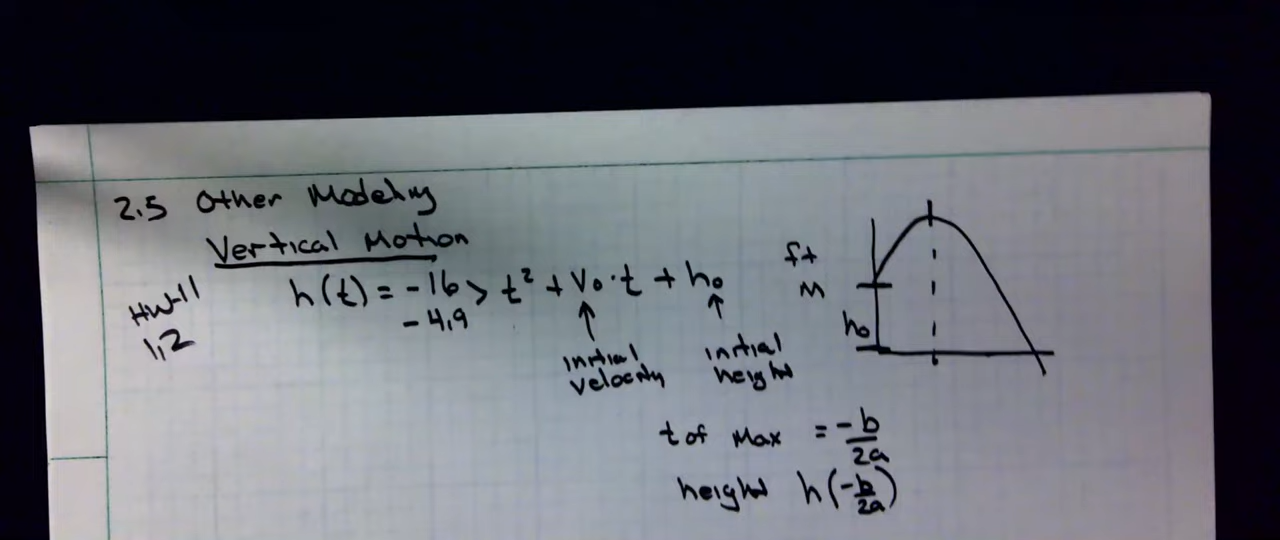 2.5 Other Modeling
Vertical Motion
HW-11
1,2
h(t) = -16 > t² + V₀·t + h₀
-4.9
ft
M
initial
velocity
initial
height
h₀
t of Max = -b/2a
height h(-b/2a)